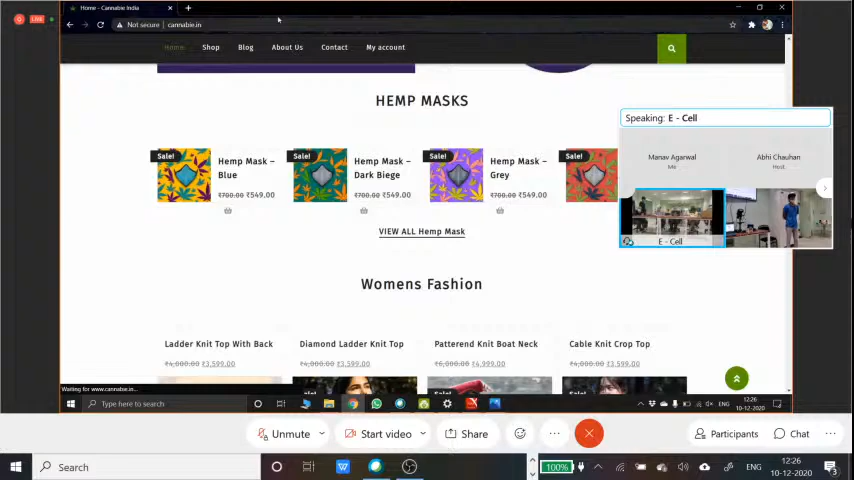 LIVE
Home - Cannabie India
Not secure | cannabie.in
Home Shop Blog About Us Contact My account
HEMP MASKS
Speaking: E - Cell
Manav Agarwal
Me
Abhi Chauhan
Host
E - Cell
Sale! Hemp Mask – Blue
₹700.00 ₹549.00
Sale! Hemp Mask – Dark Biege
₹700.00 ₹549.00
Sale! Hemp Mask – Grey
₹700.00 ₹549.00
Sale!
VIEW ALL Hemp Mask
Womens Fashion
Ladder Knit Top With Back
₹4,000.00 ₹3,599.00
Diamond Ladder Knit Top
₹4,000.00 ₹3,599.00
Patterend Knit Boat Neck
₹6,000.00 ₹4,999.00
Cable Knit Crop Top
₹4,000.00 ₹3,599.00
Waiting for www.cannabie.in...
Type here to search
ENG
12:26
10-12-2020
Unmute
Start video
Share
Participants
Chat
Search
100%
ENG
12:26
10-12-2020
3